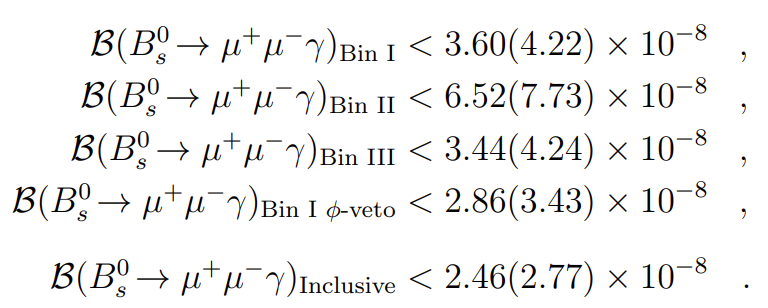 ℬ(B⁰ₛ → μ⁺μ⁻γ)Bin I < 3.60(4.22) × 10⁻⁸ ,
ℬ(B⁰ₛ → μ⁺μ⁻γ)Bin II < 6.52(7.73) × 10⁻⁸ ,
ℬ(B⁰ₛ → μ⁺μ⁻γ)Bin III < 3.44(4.24) × 10⁻⁸ ,
ℬ(B⁰ₛ → μ⁺μ⁻γ)Bin I ϕ-veto < 2.86(3.43) × 10⁻⁸ ,
ℬ(B⁰ₛ → μ⁺μ⁻γ)Inclusive < 2.46(2.77) × 10⁻⁸ .